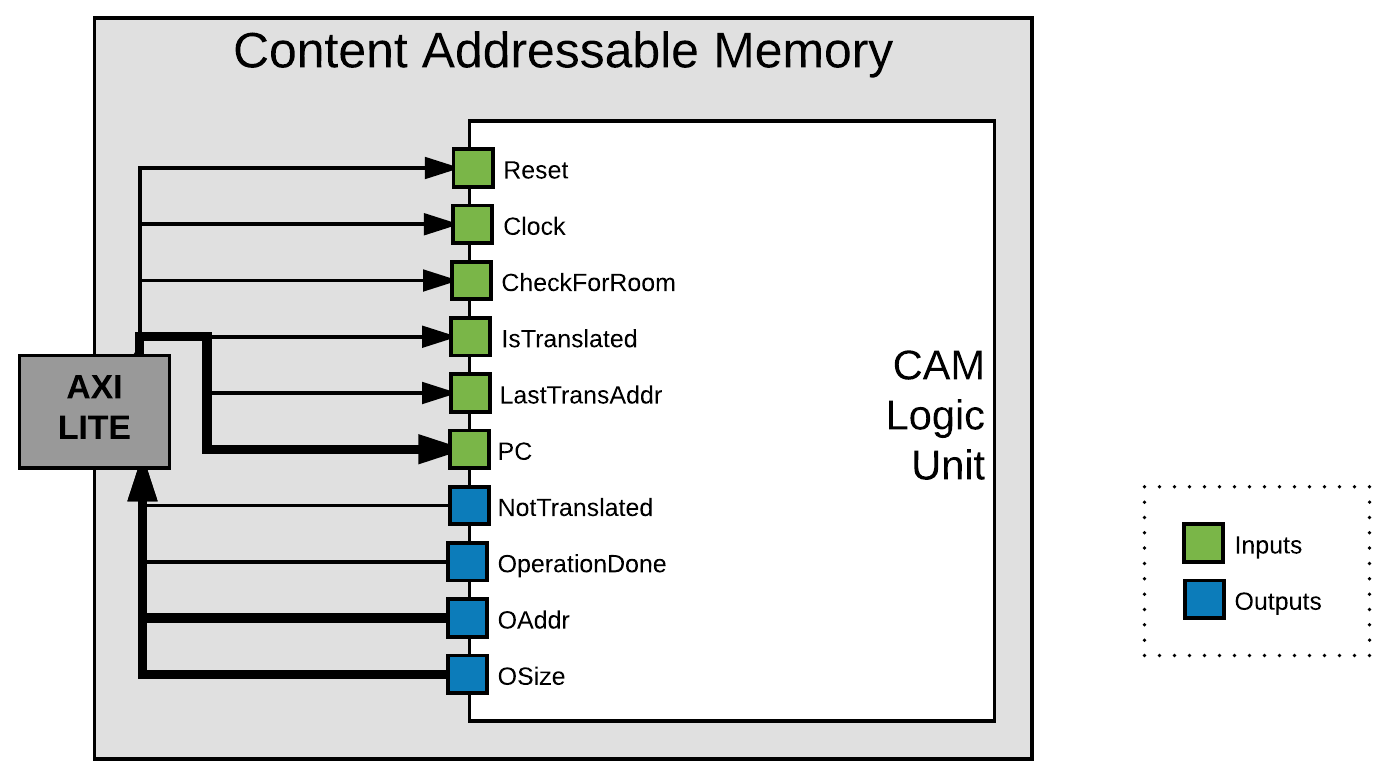 Content Addressable Memory
Reset
Clock
CheckForRoom
IsTranslated
LastTransAddr
PC
NotTranslated
OperationDone
OAddr
OSize
AXI
LITE
CAM
Logic
Unit
Inputs
Outputs